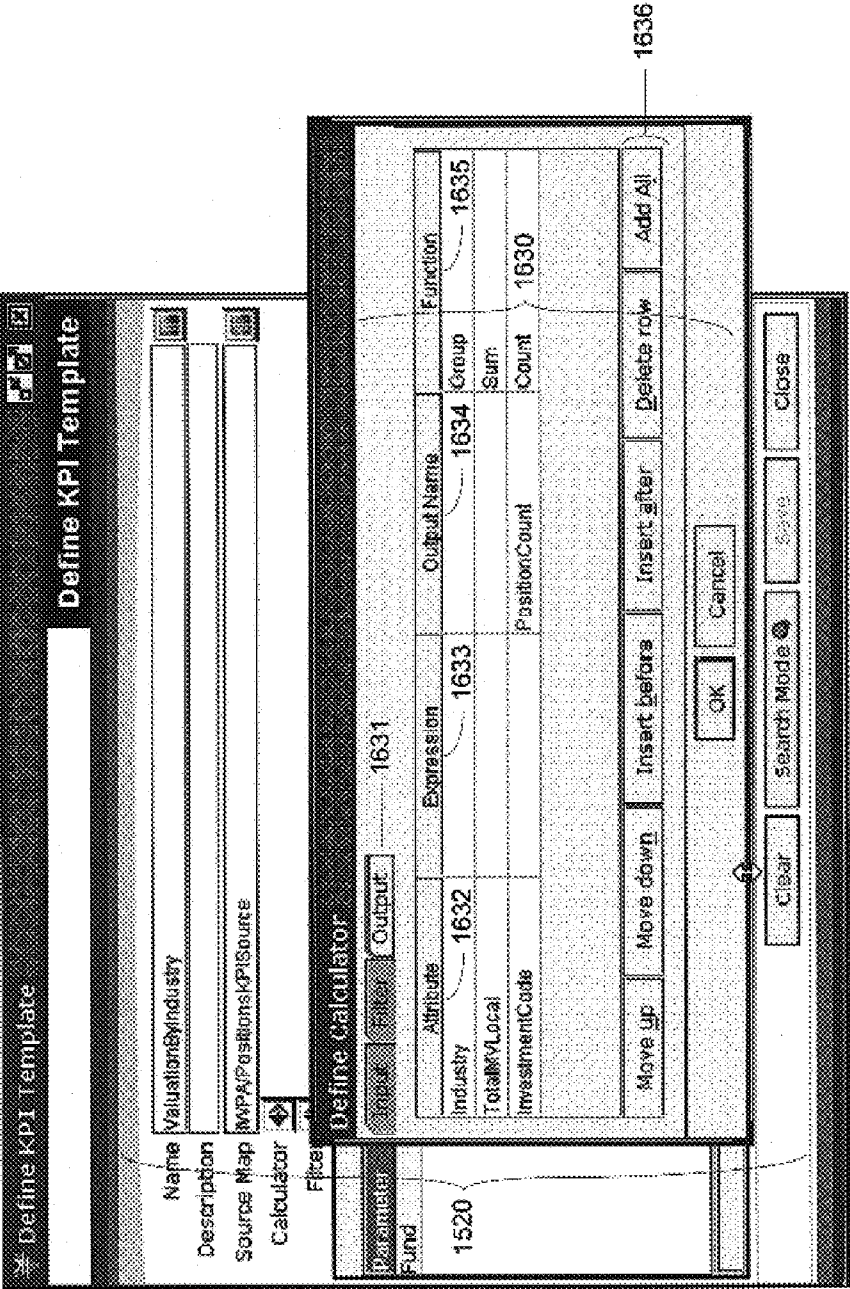 Define KPI Template
Define KPI Template
Name ValuationByIndustry
Description
Source Map IWPA/PositionsKPISource
Calculator
Filter
Parameter
Fund
1520
Define Calculator
Input Filter Output 1631
Attribute Expression Output Name Function
Industry 1632 1633 1634 Group 1635
TotalMVLocal Sum
InvestmentCode PositionCount Count 1630
Move up Move down Insert before Insert after Delete row Add All
1636
OK Cancel
Clear Search Mode Save Close